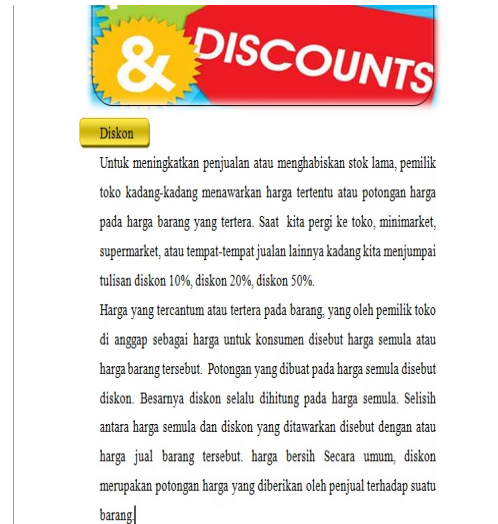 & DISCOUNTS
Diskon
Untuk meningkatkan penjualan atau menghabiskan stok lama, pemilik
toko kadang-kadang menawarkan harga tertentu atau potongan harga
pada harga barang yang tertera. Saat kita pergi ke toko, minimarket,
supermarket, atau tempat-tempat jualan lainnya kadang kita menjumpai
tulisan diskon 10%, diskon 20%, diskon 50%.
Harga yang tercantum atau tertera pada barang, yang oleh pemilik toko
di anggap sebagai harga untuk konsumen disebut harga semula atau
harga barang tersebut. Potongan yang dibuat pada harga semula disebut
diskon. Besarnya diskon selalu dihitung pada harga semula. Selisih
antara harga semula dan diskon yang ditawarkan disebut dengan atau
harga jual barang tersebut. harga bersih Secara umum, diskon
merupakan potongan harga yang diberikan oleh penjual terhadap suatu
barang